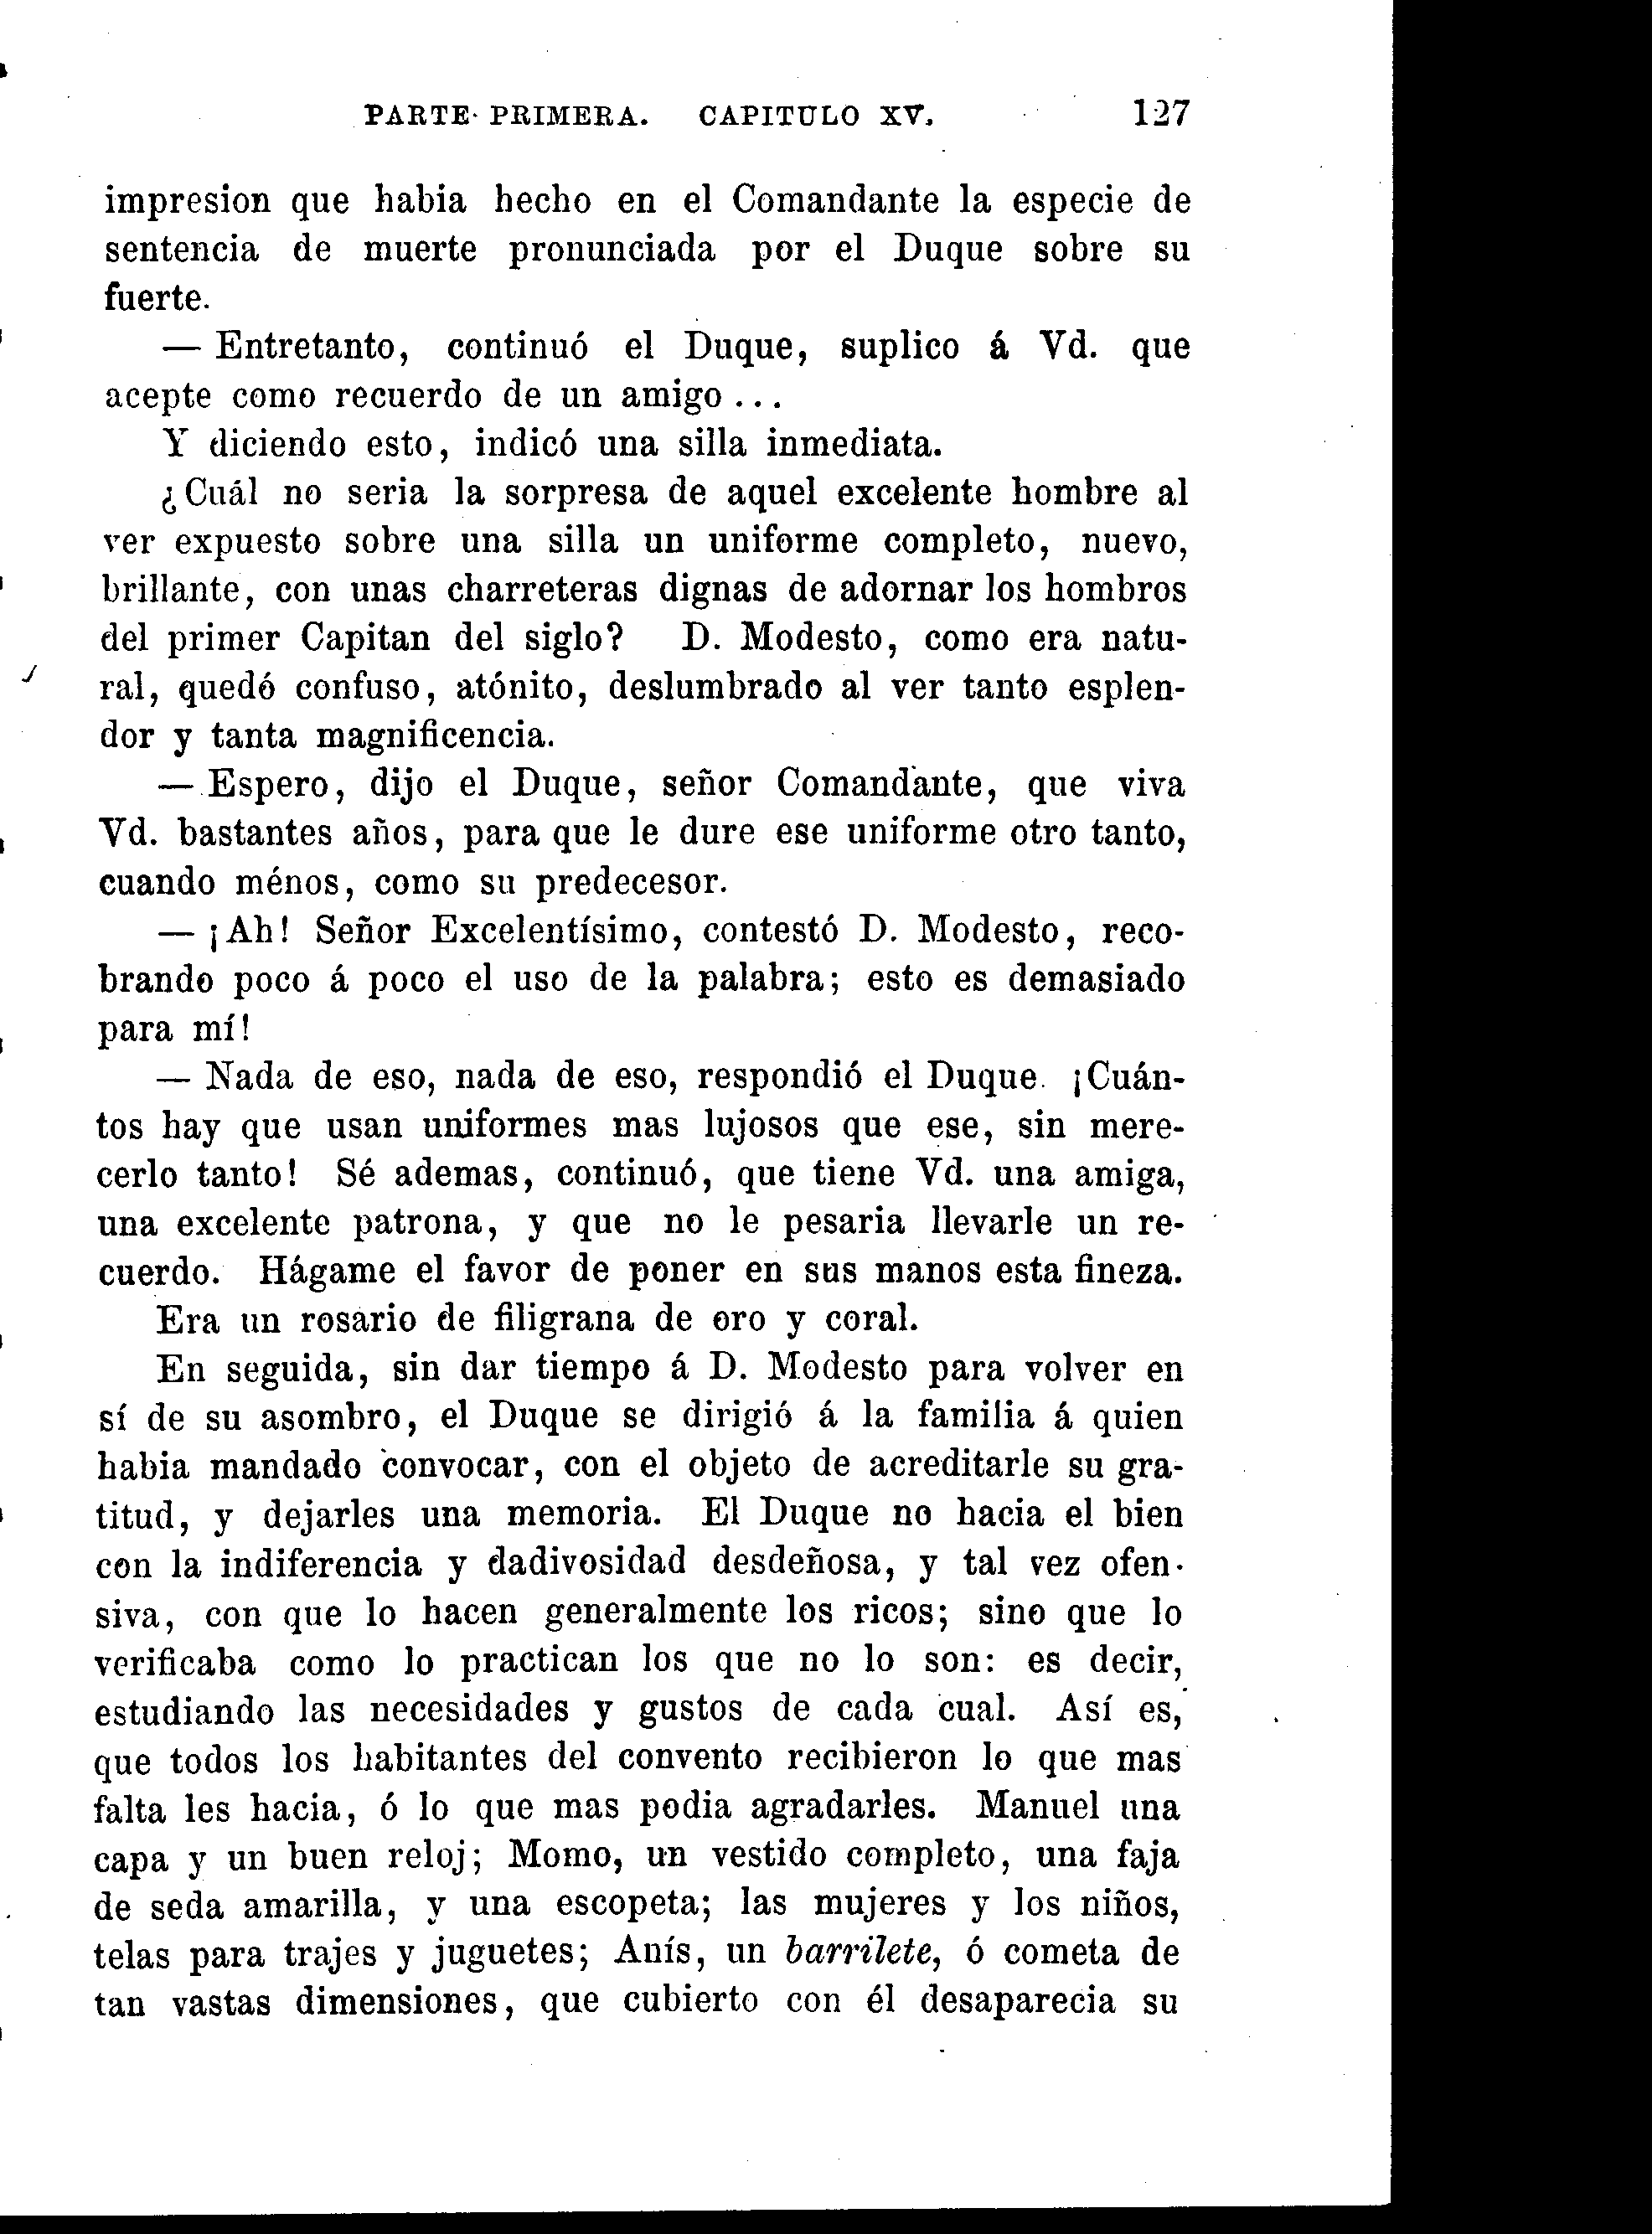 PARTE PRIMERA. CAPITULO XV. 127
impresion que habia hecho en el Comandante la especie de
sentencia de muerte pronunciada por el Duque sobre su
fuerte.
— Entretanto, continuó el Duque, suplico á Vd. que
acepte como recuerdo de un amigo ...
Y diciendo esto, indicó una silla inmediata.
¿Cuál no seria la sorpresa de aquel excelente hombre al
ver expuesto sobre una silla un uniforme completo, nuevo,
brillante, con unas charreteras dignas de adornar los hombros
del primer Capitan del siglo? D. Modesto, como era natu-
ral, quedó confuso, atónito, deslumbrado al ver tanto esplen-
dor y tanta magnificencia.
— Espero, dijo el Duque, señor Comandante, que viva
Vd. bastantes años, para que le dure ese uniforme otro tanto,
cuando ménos, como su predecesor.
— ¡Ah! Señor Excelentísimo, contestó D. Modesto, reco-
brando poco á poco el uso de la palabra; esto es demasiado
para mí!
— Nada de eso, nada de eso, respondió el Duque. ¡Cuán-
tos hay que usan uniformes mas lujosos que ese, sin mere-
cerlo tanto! Sé ademas, continuó, que tiene Vd. una amiga,
una excelente patrona, y que no le pesaria llevarle un re-
cuerdo. Hágame el favor de poner en sus manos esta fineza.
Era un rosario de filigrana de oro y coral.
En seguida, sin dar tiempo á D. Modesto para volver en
sí de su asombro, el Duque se dirigió á la familia á quien
habia mandado convocar, con el objeto de acreditarle su gra-
titud, y dejarles una memoria. El Duque no hacia el bien
con la indiferencia y dadivosidad desdeñosa, y tal vez ofen-
siva, con que lo hacen generalmente los ricos; sino que lo
verificaba como lo practican los que no lo son: es decir,
estudiando las necesidades y gustos de cada cual. Así es,
que todos los habitantes del convento recibieron lo que mas
falta les hacia, ó lo que mas podia agradarles. Manuel una
capa y un buen reloj; Momo, un vestido completo, una faja
de seda amarilla, y una escopeta; las mujeres y los niños,
telas para trajes y juguetes; Anís, un barrilete, ó cometa de
tan vastas dimensiones, que cubierto con él desaparecia su